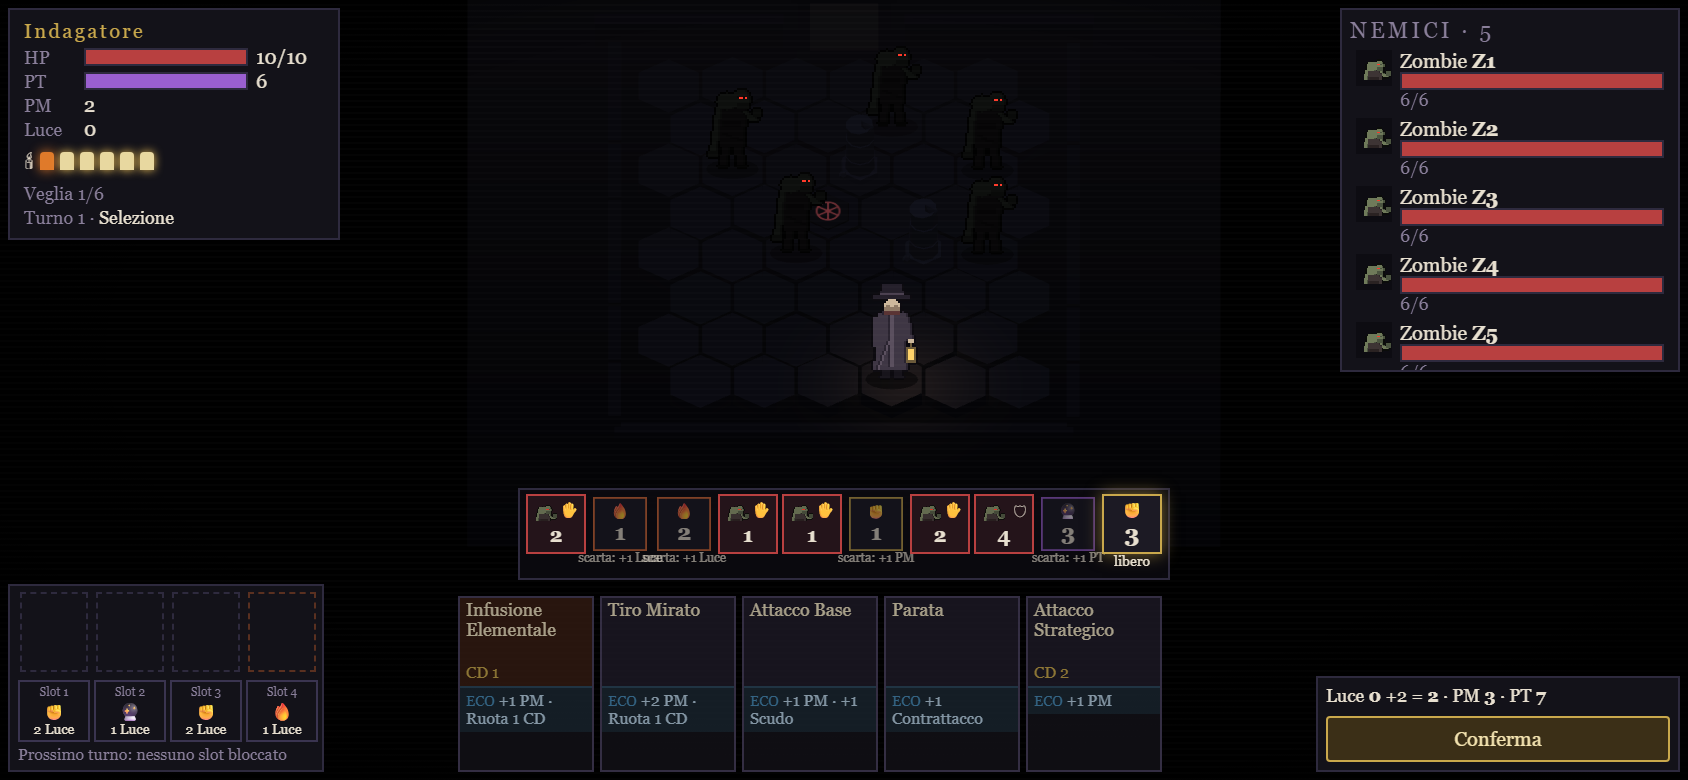 Indagatore
HP 10/10
PT 6
PM 2
Luce 0
Veglia 1/6
Turno 1 · Selezione
NEMICI · 5
Zombie Z1
6/6
Zombie Z2
6/6
Zombie Z3
6/6
Zombie Z4
6/6
Zombie Z5
2 1 2 1 1 1 2 4 3 3
scarta: +1 Luce scarta: +1 PM scarta: +1 PT libero
Infusione Elementale
CD 1
ECO +1 PM ·
Ruota 1 CD
Tiro Mirato
ECO +2 PM ·
Ruota 1 CD
Attacco Base
ECO +1 PM · +1
Scudo
Parata
ECO +1
Contrattacco
Attacco
Strategico
CD 2
ECO +1 PM
Slot 1 Slot 2 Slot 3 Slot 4
2 Luce 1 Luce 2 Luce 1 Luce
Prossimo turno: nessuno slot bloccato
Luce 0 +2 = 2 · PM 3 · PT 7
Conferma